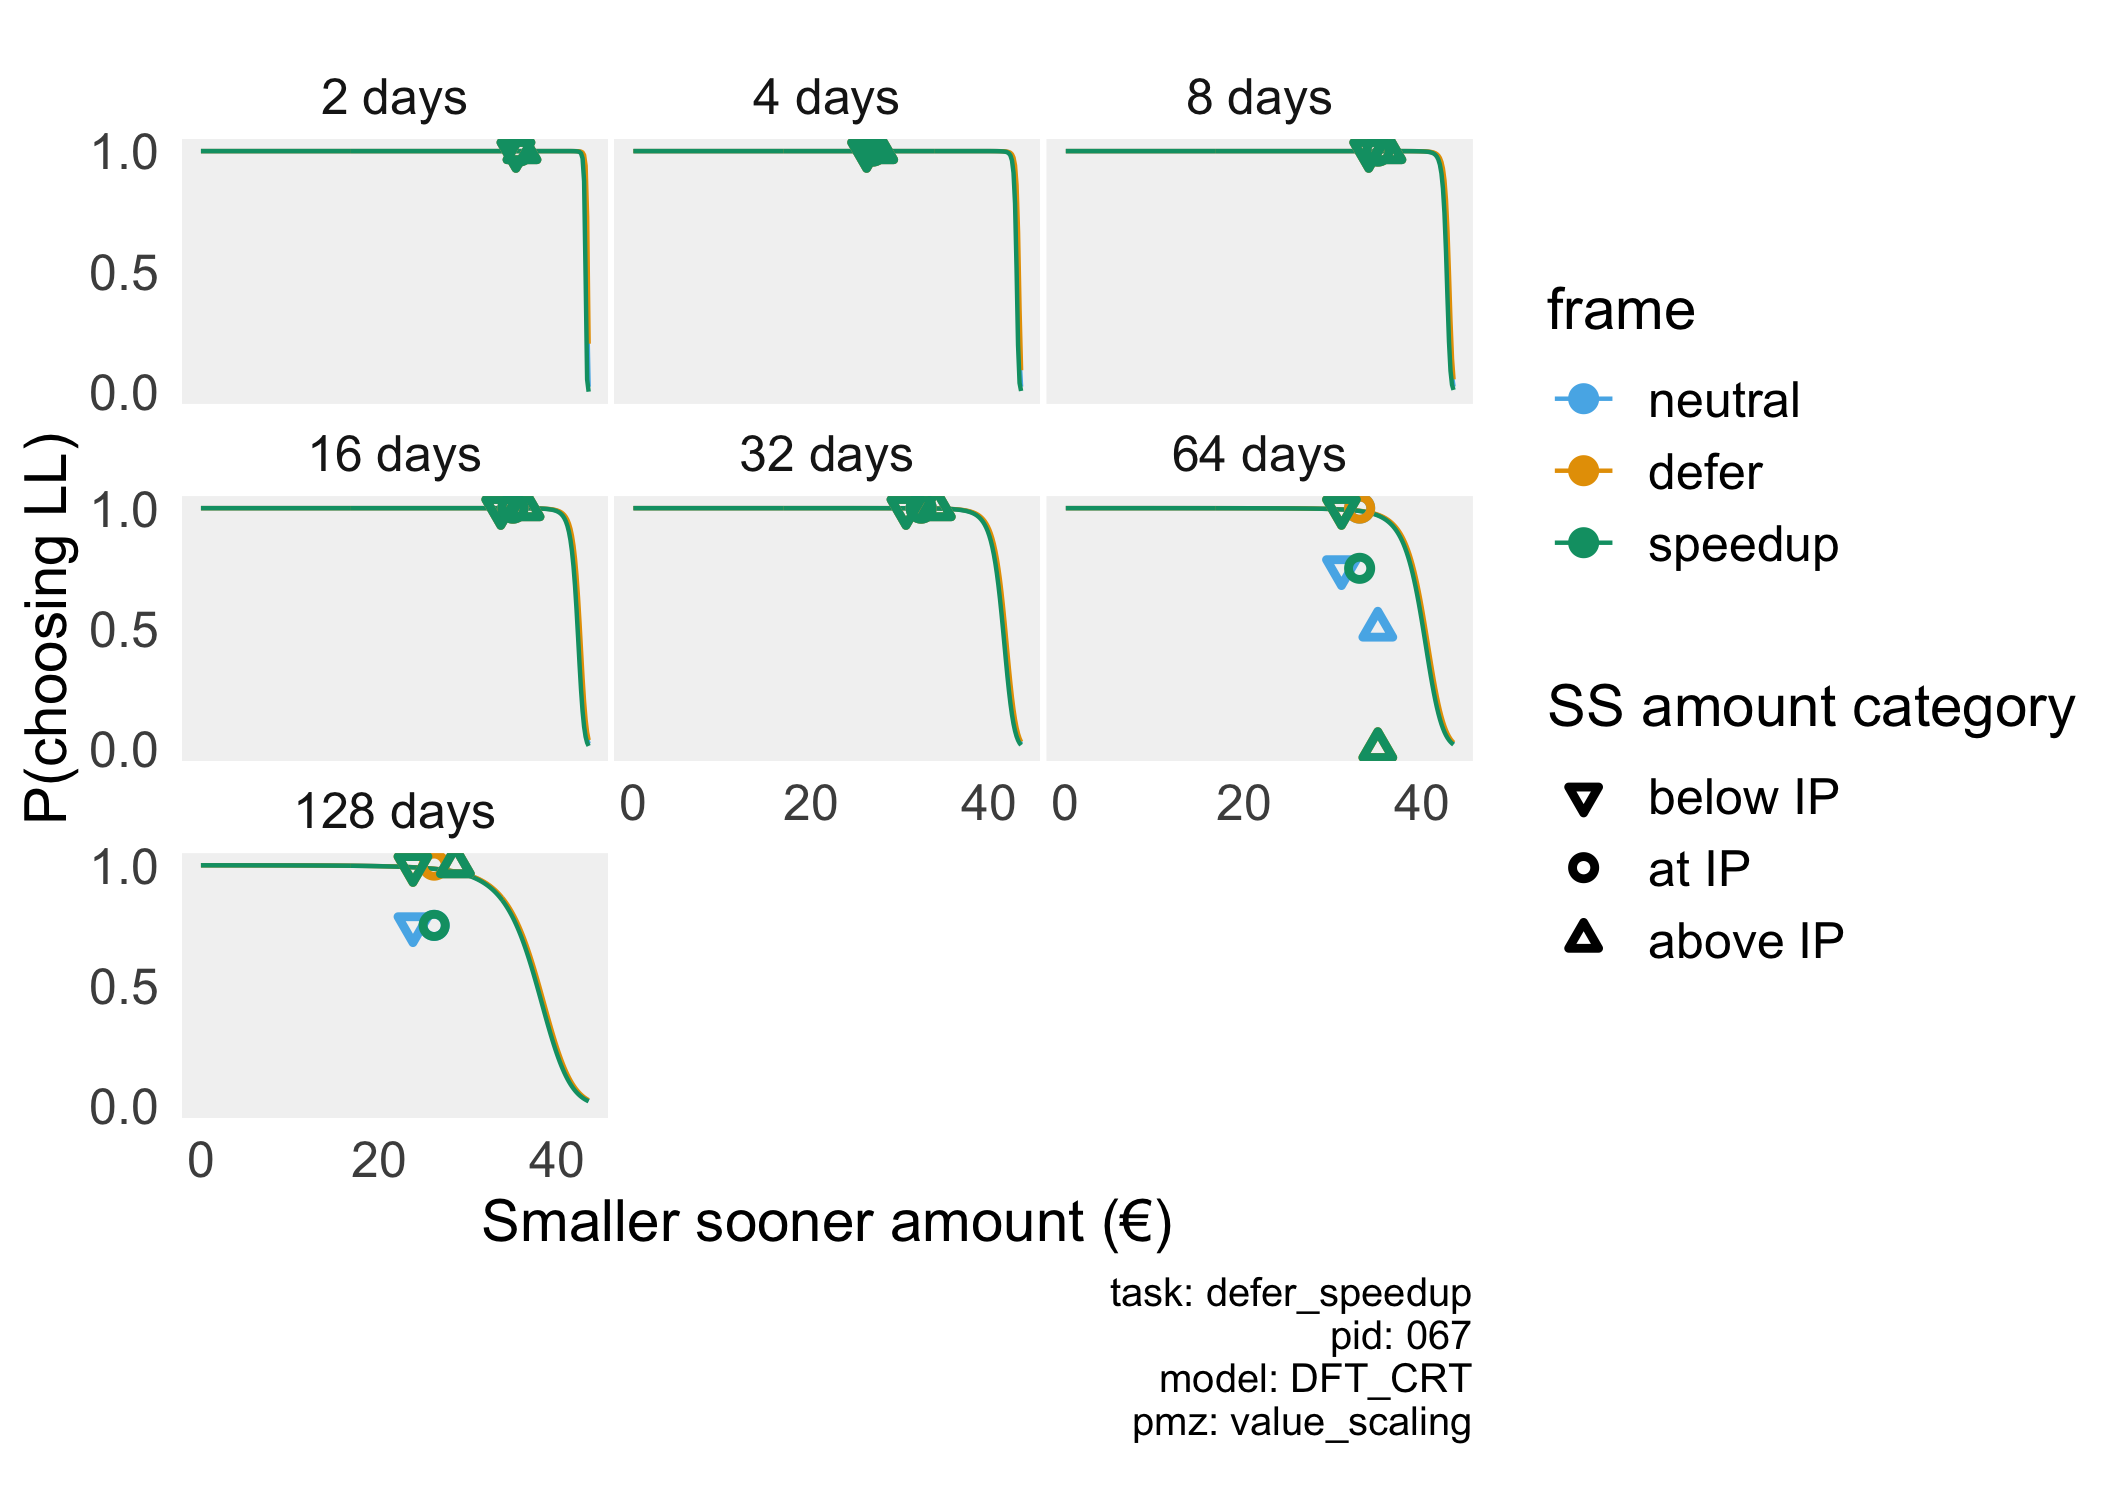 2 days
4 days
8 days
1.0
0.5
0.0
16 days
32 days
64 days
1.0
0.5
0.0
0
20
40
0
20
40
128 days
1.0
0.5
0.0
0
20
40
P(choosing LL)
Smaller sooner amount (€)
frame
neutral
defer
speedup
SS amount category
below IP
at IP
above IP
task: defer_speedup
pid: 067
model: DFT_CRT
pmz: value_scaling